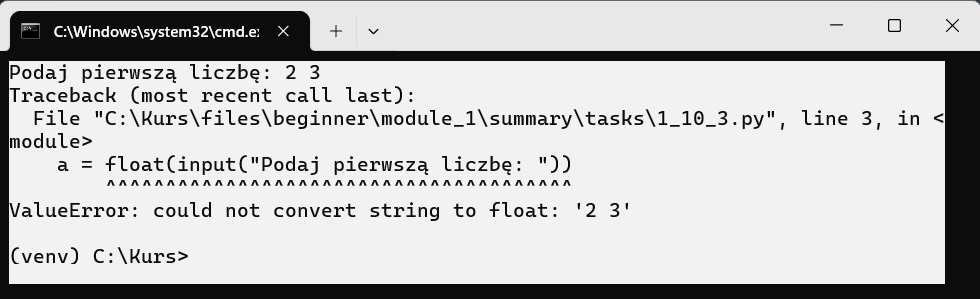 C:\Windows\system32\cmd.e
Podaj pierwszą liczbę: 2 3
Traceback (most recent call last):
  File "C:\Kurs\files\beginner\module_1\summary\tasks\1_10_3.py", line 3, in <
module>
    a = float(input("Podaj pierwszą liczbę: "))
        ^^^^^^^^^^^^^^^^^^^^^^^^^^^^^^^^^^^^^^^
ValueError: could not convert string to float: '2 3'
(venv) C:\Kurs>